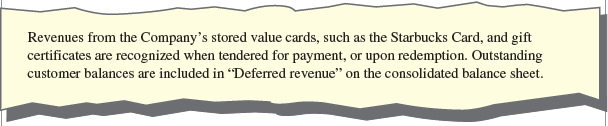 Revenues from the Company’s stored value cards, such as the Starbucks Card, and gift
certificates are recognized when tendered for payment, or upon redemption. Outstanding
customer balances are included in “Deferred revenue” on the consolidated balance sheet.